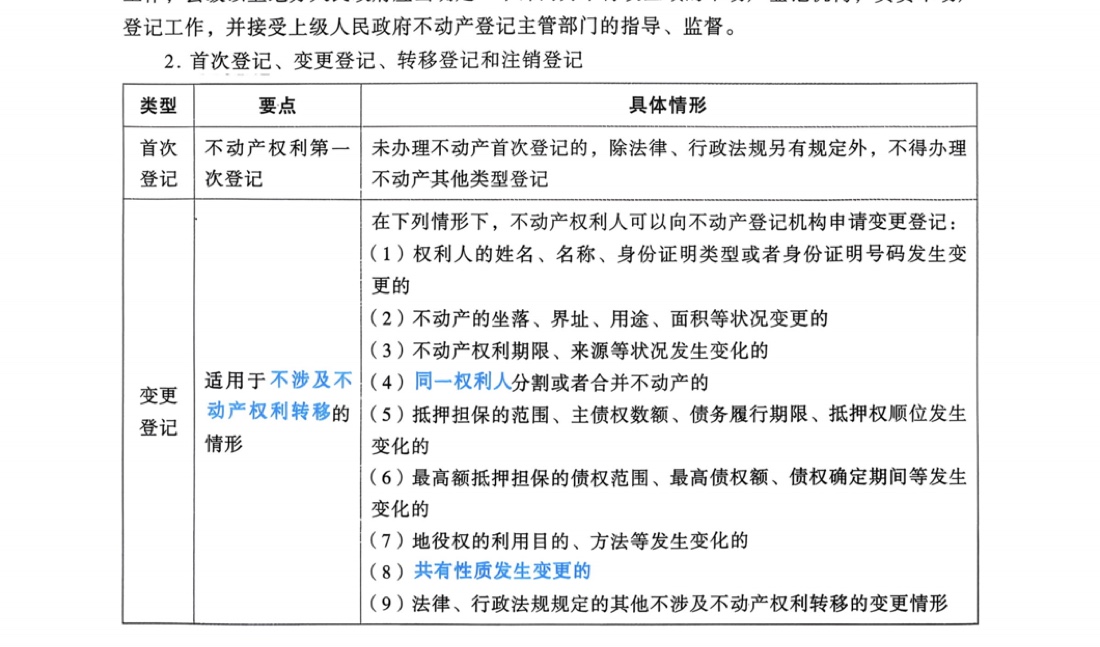 登记工作，并接受上级人民政府不动产登记主管部门的指导、监督。
2. 首次登记、变更登记、转移登记和注销登记
类型
要点
具体情形
首次
登记
不动产权利第一
次登记
未办理不动产首次登记的，除法律、行政法规另有规定外，不得办理
不动产其他类型登记
变更
登记
适用于不涉及不
动产权利转移的
情形
在下列情形下，不动产权利人可以向不动产登记机构申请变更登记：
（1）权利人的姓名、名称、身份证明类型或者身份证明号码发生变
更的
（2）不动产的坐落、界址、用途、面积等状况变更的
（3）不动产权利期限、来源等状况发生变化的
（4）同一权利人分割或者合并不动产的
（5）抵押担保的范围、主债权数额、债务履行期限、抵押权顺位发生
变化的
（6）最高额抵押担保的债权范围、最高债权额、债权确定期间等发生
变化的
（7）地役权的利用目的、方法等发生变化的
（8）共有性质发生变更的
（9）法律、行政法规规定的其他不涉及不动产权利转移的变更情形